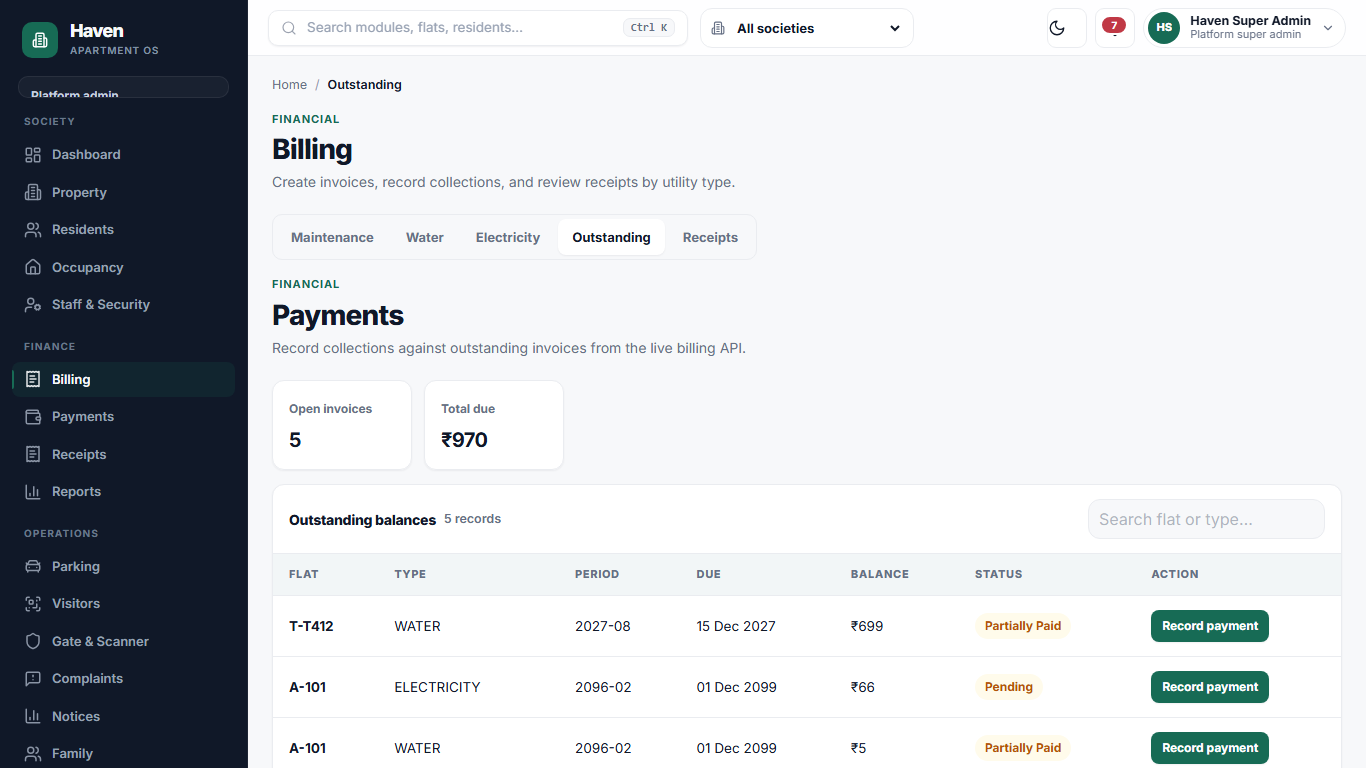 Haven
APARTMENT OS
Platform admin
SOCIETY
Dashboard
Property
Residents
Occupancy
Staff & Security
FINANCE
Billing
Payments
Receipts
Reports
OPERATIONS
Parking
Visitors
Gate & Scanner
Complaints
Notices
Family
Search modules, flats, residents...
Ctrl K
All societies
7
HS
Haven Super Admin
Platform super admin
Home / Outstanding
FINANCIAL
Billing
Create invoices, record collections, and review receipts by utility type.
Maintenance Water Electricity Outstanding Receipts
FINANCIAL
Payments
Record collections against outstanding invoices from the live billing API.
Open invoices
5
Total due
₹970
Outstanding balances 5 records
Search flat or type...
FLAT TYPE PERIOD DUE BALANCE STATUS ACTION
T-T412 WATER 2027-08 15 Dec 2027 ₹699 Partially Paid Record payment
A-101 ELECTRICITY 2096-02 01 Dec 2099 ₹66 Pending Record payment
A-101 WATER 2096-02 01 Dec 2099 ₹5 Partially Paid Record payment